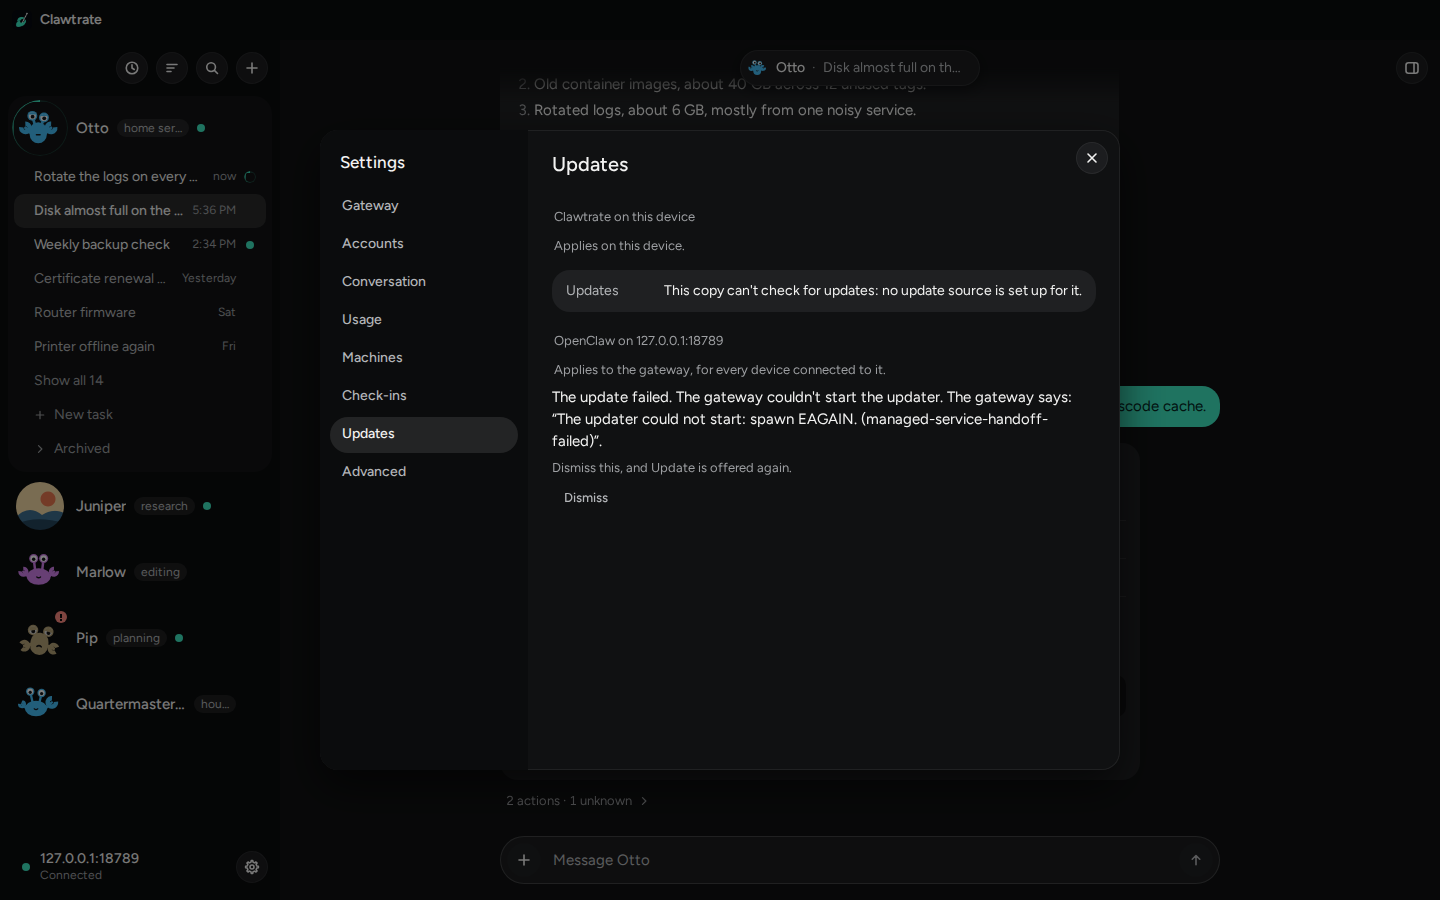 Clawtrate
Otto · Disk almost full on th...
2. Old container images, about 40 GB across 12 unused tags.
3. Rotated logs, about 6 GB, mostly from one noisy service.
Otto home ser...
Rotate the logs on every ... now
Disk almost full on the ... 5:36 PM
Weekly backup check 2:34 PM
Certificate renewal ... Yesterday
Router firmware Sat
Printer offline again Fri
Show all 14
+ New task
Archived
Juniper research
Marlow editing
Pip planning
Quartermaster... hou...
127.0.0.1:18789
Connected
Settings
Gateway
Accounts
Conversation
Usage
Machines
Check-ins
Updates
Advanced
Updates
Clawtrate on this device
Applies on this device.
Updates This copy can't check for updates: no update source is set up for it.
OpenClaw on 127.0.0.1:18789
Applies to the gateway, for every device connected to it.
The update failed. The gateway couldn't start the updater. The gateway says:
“The updater could not start: spawn EAGAIN. (managed-service-handoff-
failed)”.
Dismiss this, and Update is offered again.
Dismiss
scode cache.
2 actions · 1 unknown
Message Otto